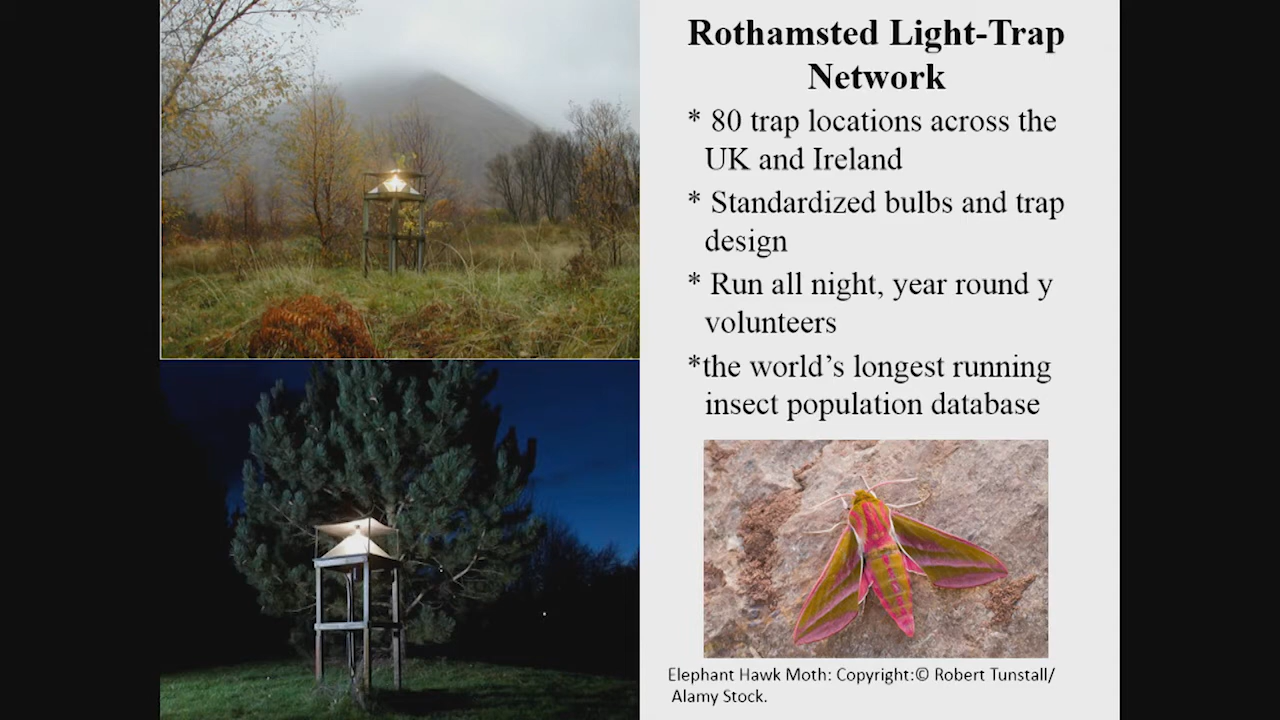 Rothamsted Light-Trap
Network
* 80 trap locations across the
UK and Ireland
* Standardized bulbs and trap
design
* Run all night, year round y
volunteers
*the world’s longest running
insect population database
Elephant Hawk Moth: Copyright:© Robert Tunstall/
Alamy Stock.